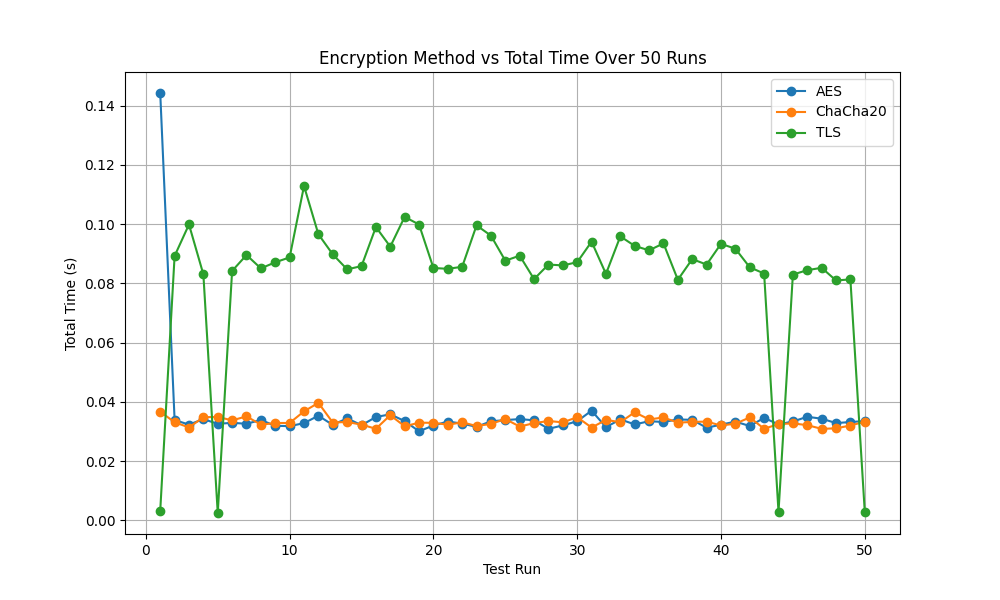 Encryption Method vs Total Time Over 50 Runs
AES
ChaCha20
TLS
Total Time (s)
0.14
0.12
0.10
0.08
0.06
0.04
0.02
0.00
0
10
20
30
40
50
Test Run